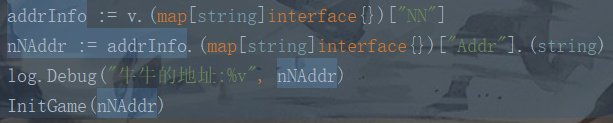 addrInfo := v.(map[string]interface{})["NN"]
nNAddr := addrInfo.(map[string]interface{})["Addr"].(string)
log.Debug("牛牛的地址:%v", nNAddr)
InitGame(nNAddr)